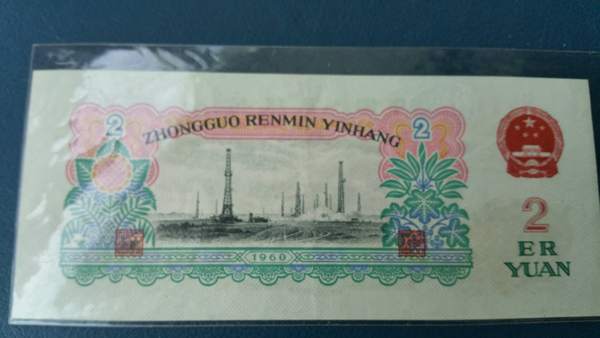 2
ZHONGGUO RENMIN YINHANG
2
1960
2
ER
YUAN